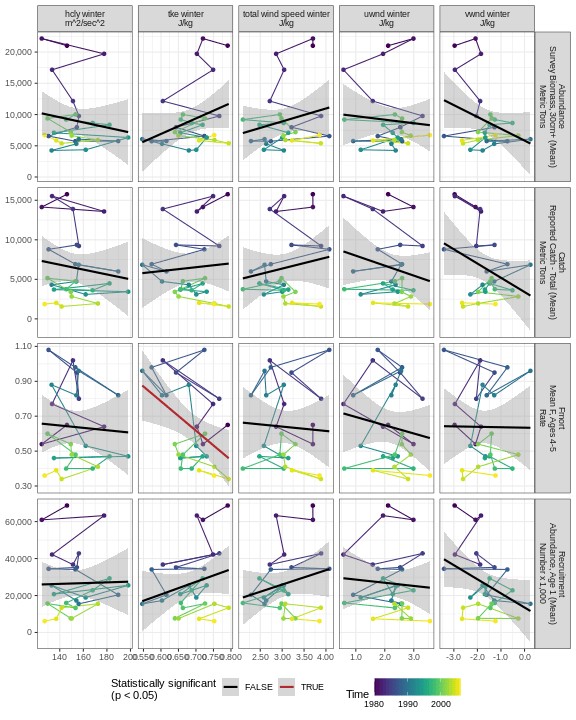 hdly winter
m^2/sec^2
tke winter
J/kg
total wind speed winter
J/kg
uwnd winter
J/kg
vwnd winter
J/kg
20,000
15,000
10,000
5,000
0
Abundance
Survey Biomass, 30cm+ (Mean)
Metric Tons
15,000
10,000
5,000
0
Catch
Reported Catch - Total (Mean)
Metric Tons
1.10
0.90
0.70
0.50
0.30
Fmort
Mean F, Ages 4-5
Rate
60,000
40,000
20,000
0
Recruitment
Abundance, Age 1 (Mean)
Number x 1,000
140 160 180 200
0.550 0.600 0.650 0.700 0.750 0.800
2.50 3.00 3.50 4.00
1.0 2.0 3.0
-3.0 -2.0 -1.0 0.0
Statistically significant
(p < 0.05)
FALSE
TRUE
Time
1980 1990 2000